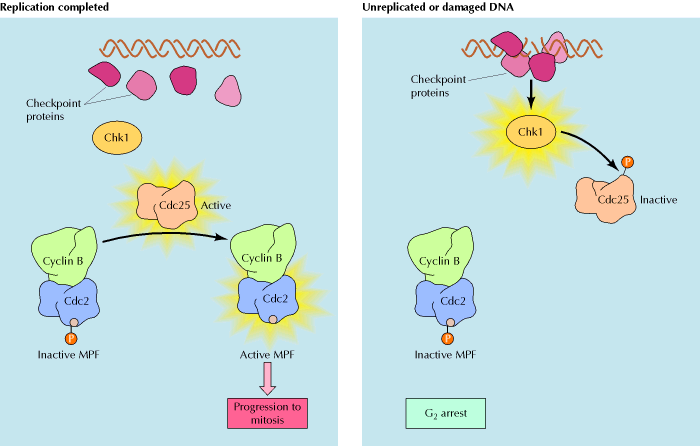 Replication completed
Checkpoint
proteins
Chk1
Cdc25
Active
Cyclin B
Cdc2
P
Inactive MPF
Cyclin B
Cdc2
Active MPF
Progression to
mitosis
Unreplicated or damaged DNA
Checkpoint
proteins
Chk1
P
Cdc25
Inactive
Cyclin B
Cdc2
P
Inactive MPF
G₂ arrest